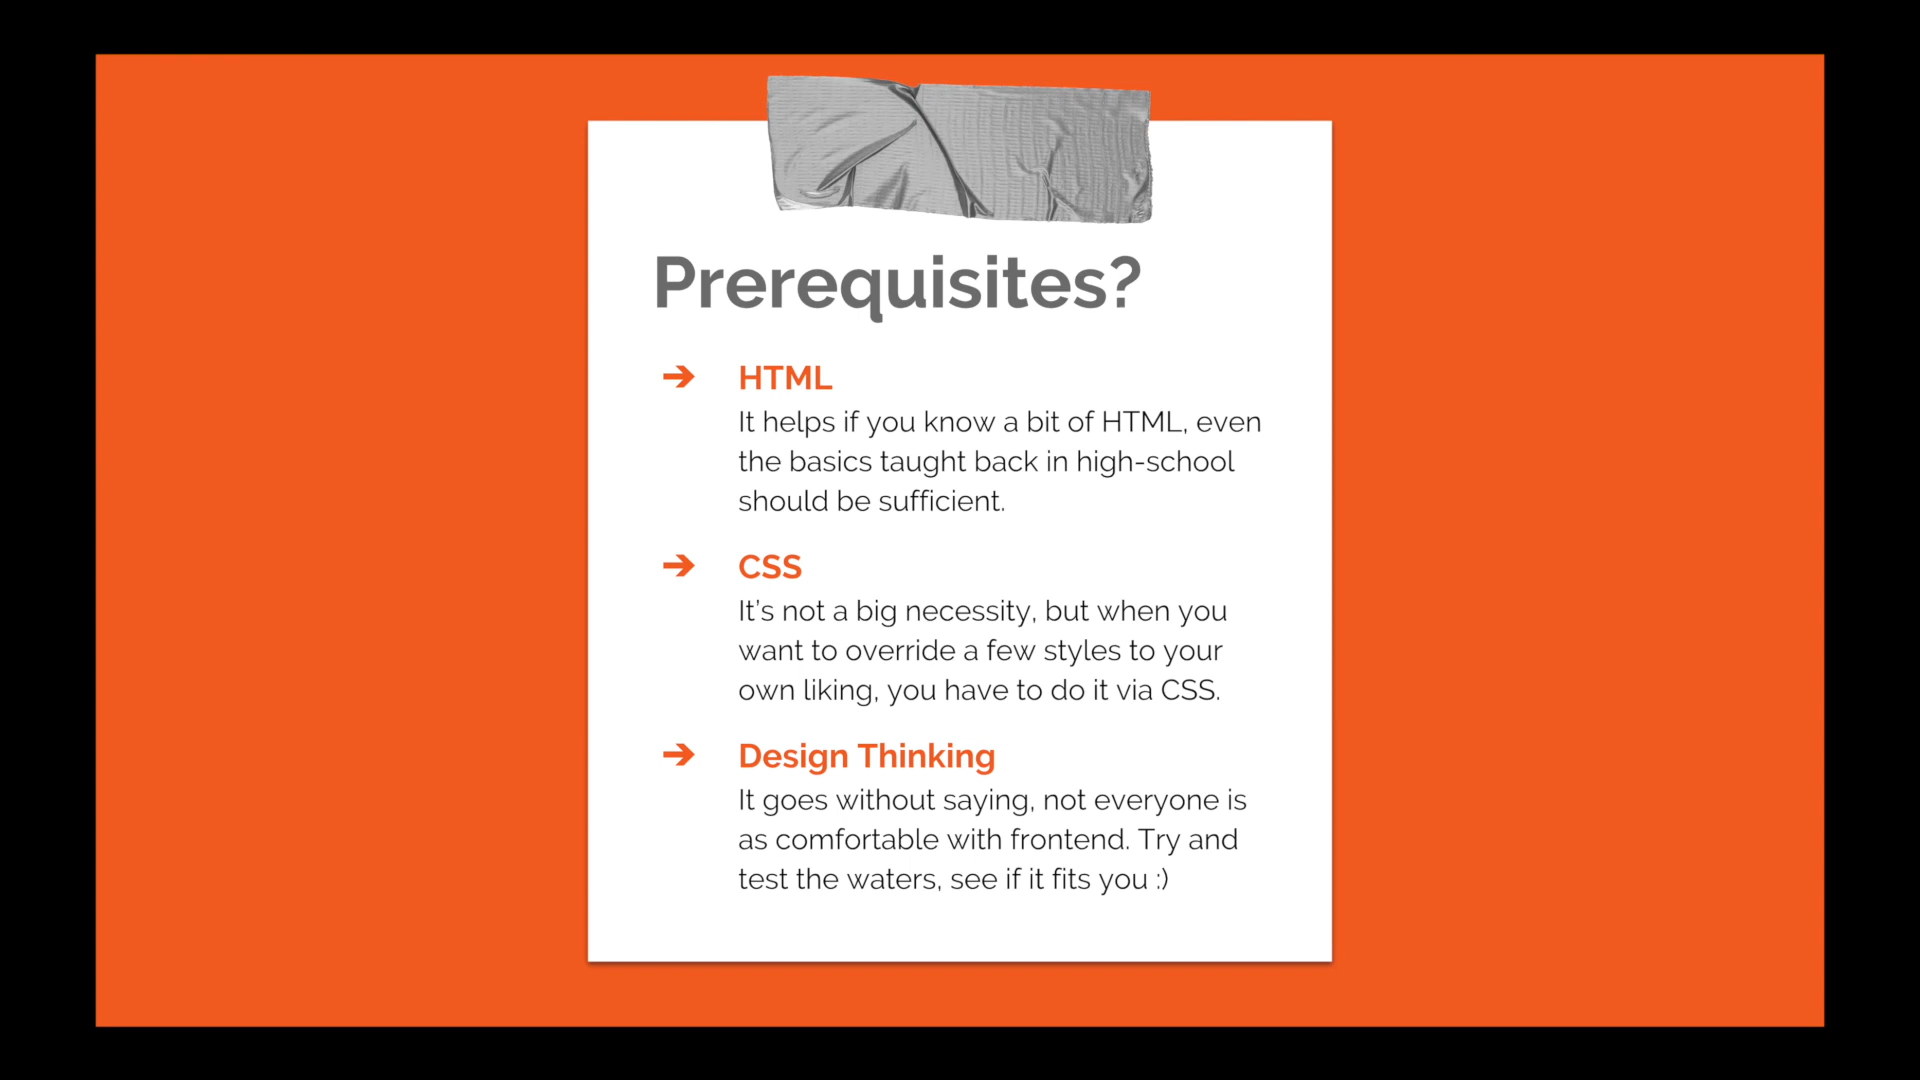 Prerequisites?
➔ HTML
It helps if you know a bit of HTML, even
the basics taught back in high-school
should be sufficient.
➔ CSS
It’s not a big necessity, but when you
want to override a few styles to your
own liking, you have to do it via CSS.
➔ Design Thinking
It goes without saying, not everyone is
as comfortable with frontend. Try and
test the waters, see if it fits you :)